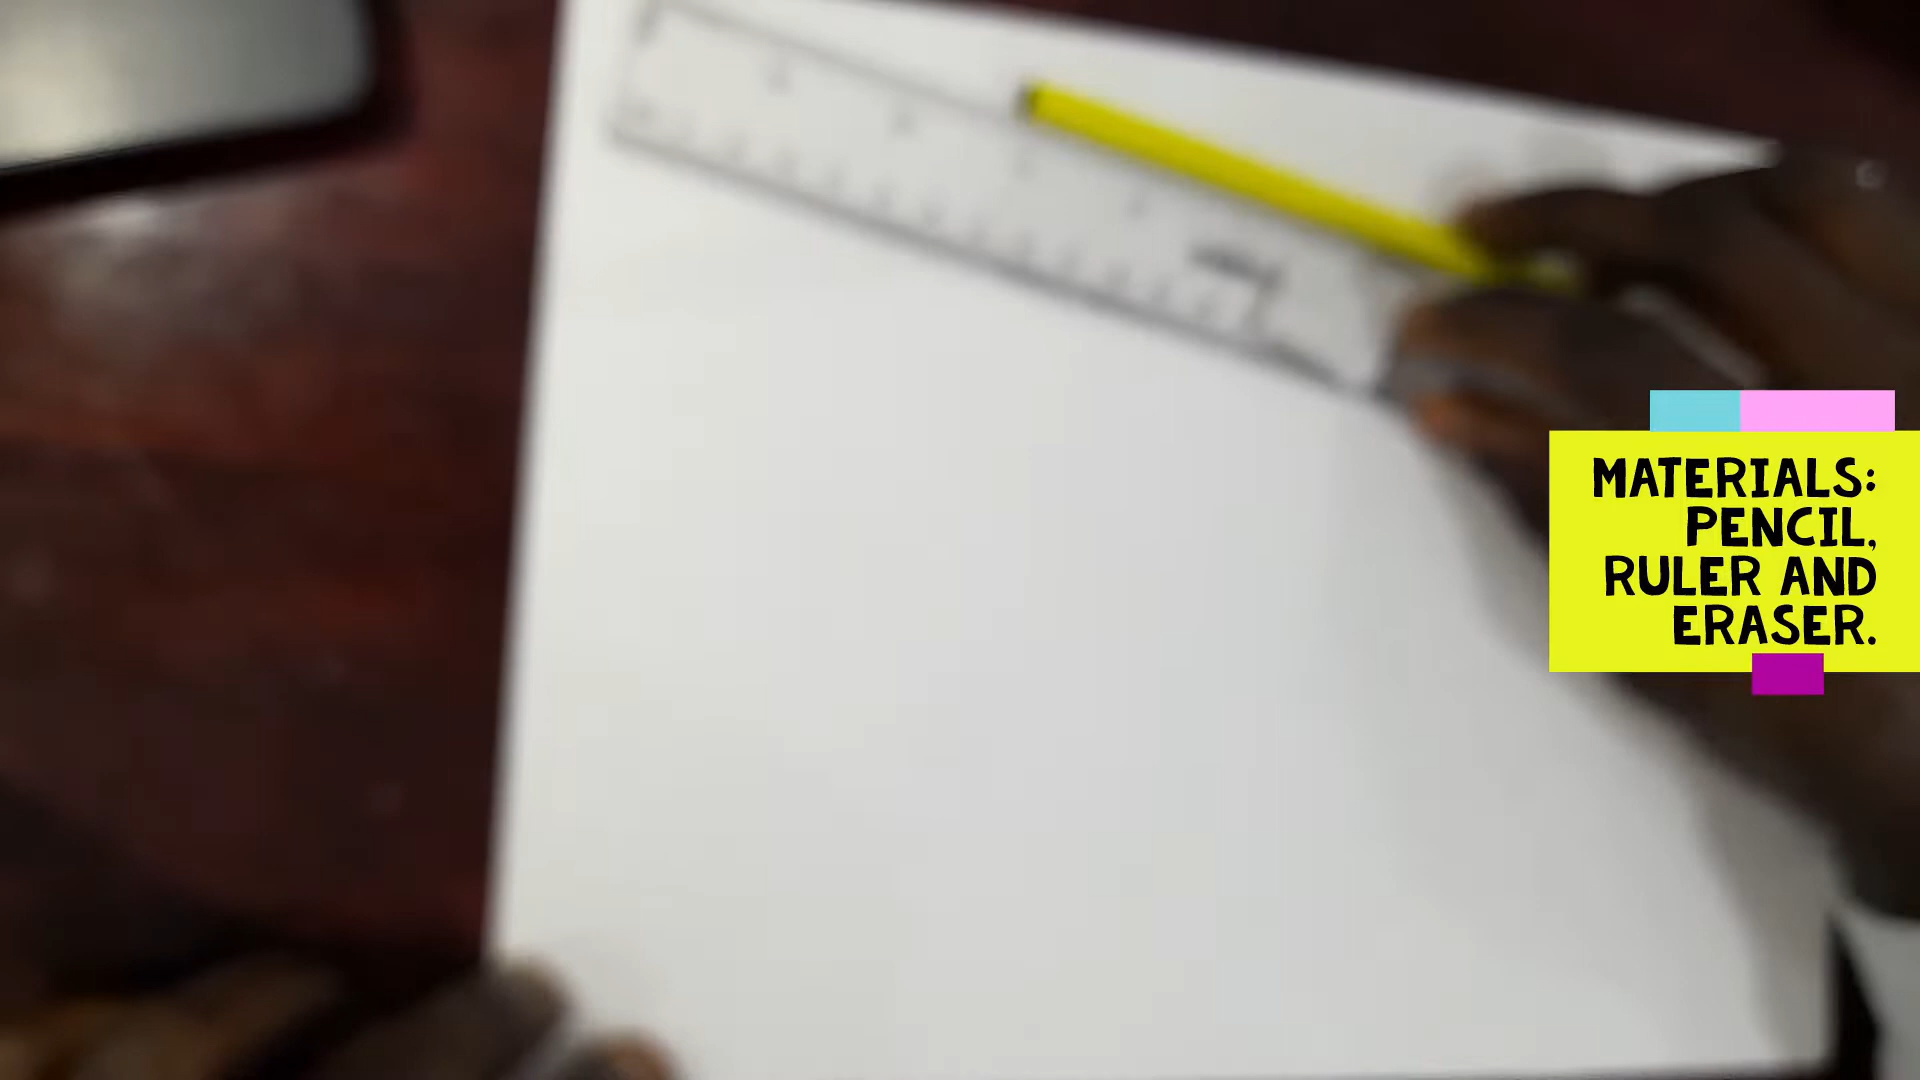 MATERIALS:
PENCIL,
RULER AND
ERASER.